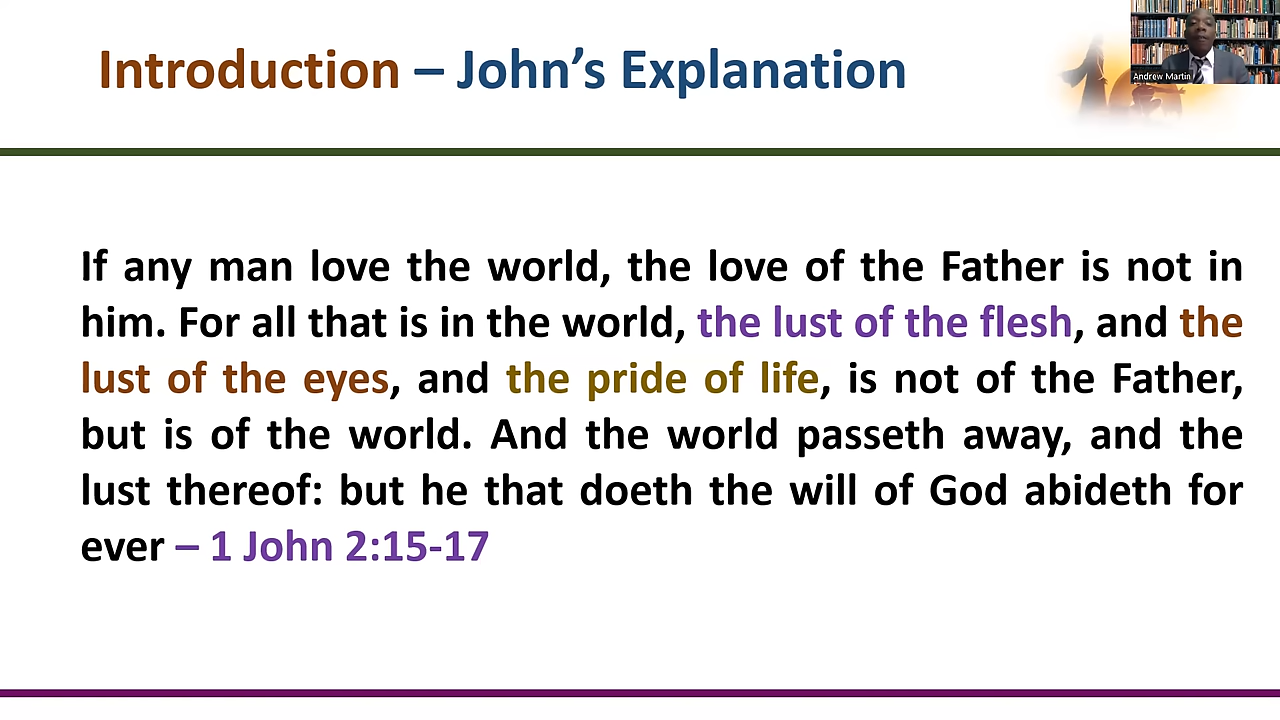 Introduction – John’s Explanation
Andrew Martin
If any man love the world, the love of the Father is not in
him. For all that is in the world, the lust of the flesh, and the
lust of the eyes, and the pride of life, is not of the Father,
but is of the world. And the world passeth away, and the
lust thereof: but he that doeth the will of God abideth for
ever – 1 John 2:15-17